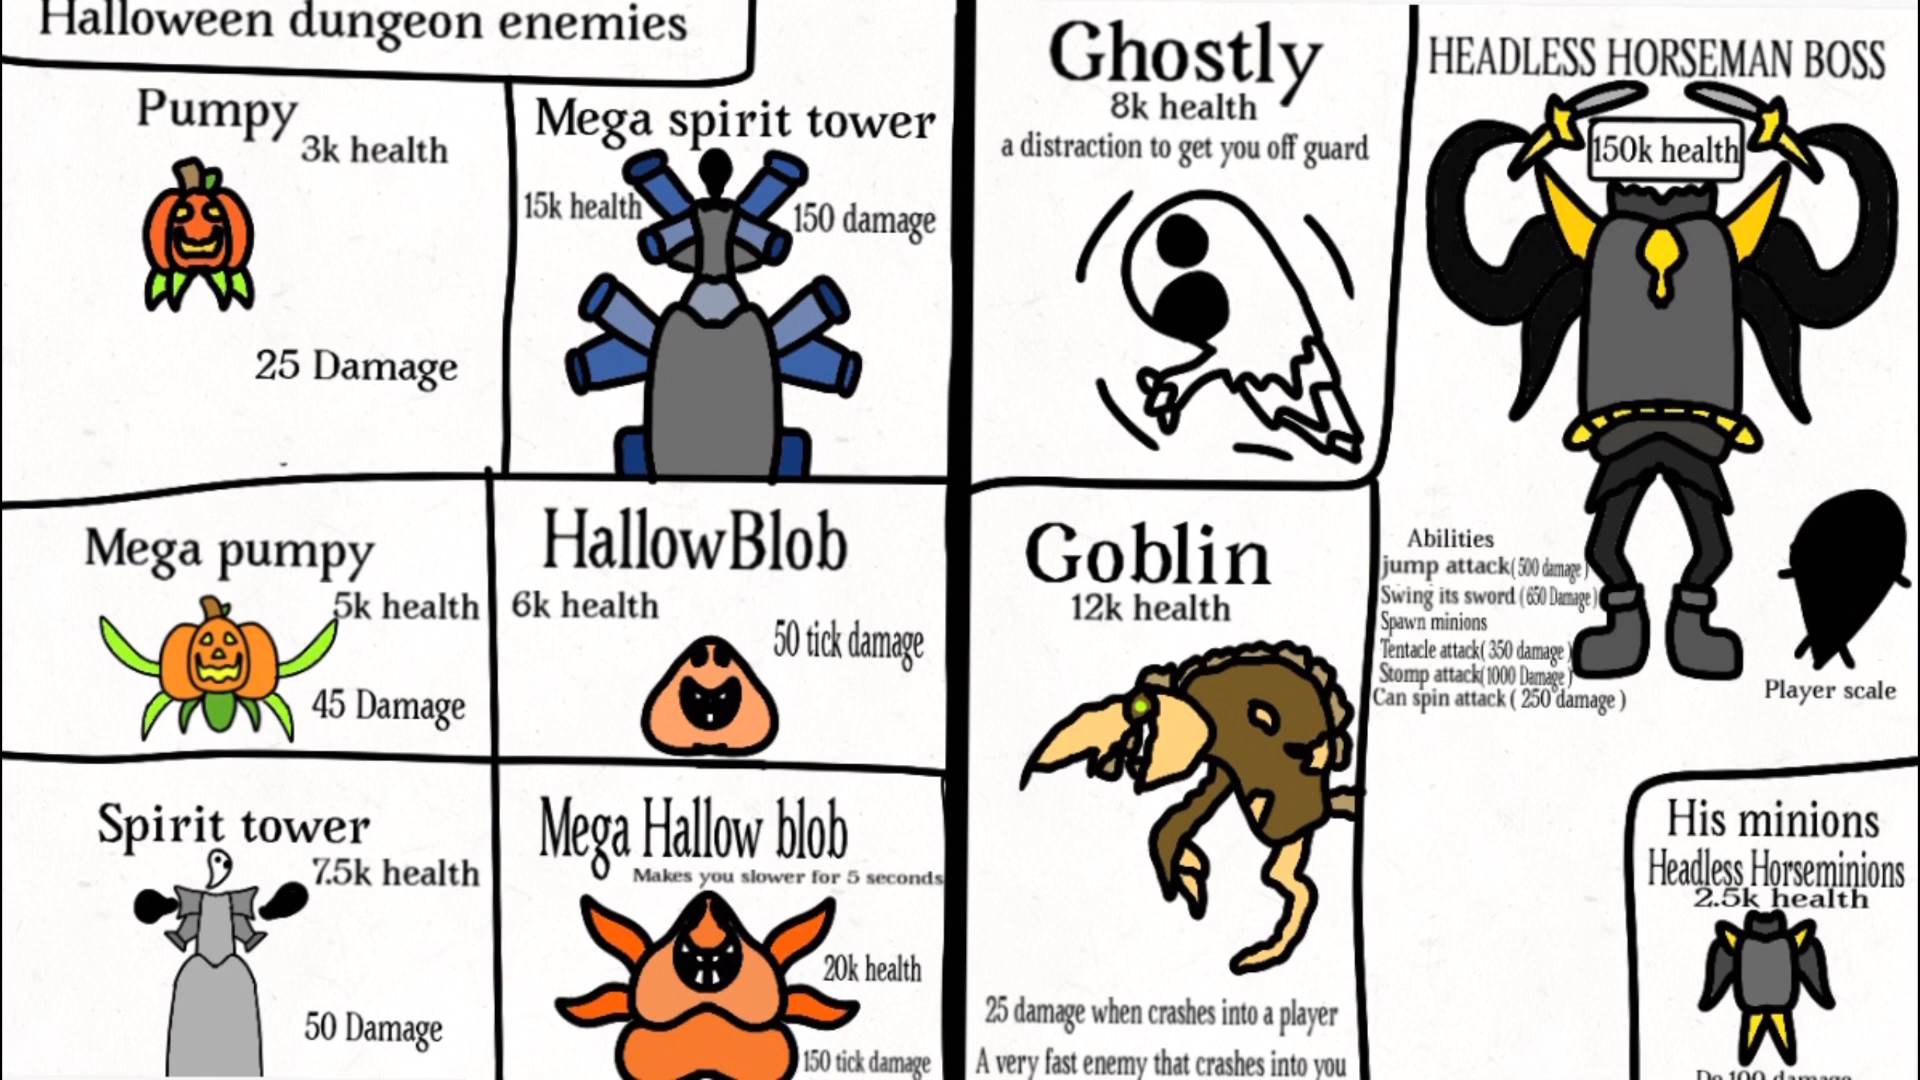 Halloween dungeon enemies
Pumpy
3k health
25 Damage
Mega spirit tower
15k health
150 damage
Mega pumpy
5k health
45 Damage
HallowBlob
6k health
50 tick damage
Spirit tower
7.5k health
50 Damage
Mega Hallow blob
Makes you slower for 5 seconds
20k health
150 tick damage
Ghostly
8k health
a distraction to get you off guard
Goblin
12k health
25 damage when crashes into a player
A very fast enemy that crashes into you
HEADLESS HORSEMAN BOSS
150k health
Abilities
jump attack( 500 damage )
Swing its sword ( 650 Damage )
Spawn minions
Tentacle attack( 350 damage )
Stomp attack(1000 Damage )
Can spin attack ( 250 damage )
Player scale
His minions
Headless Horseminions
2.5k health
Do 100 damage